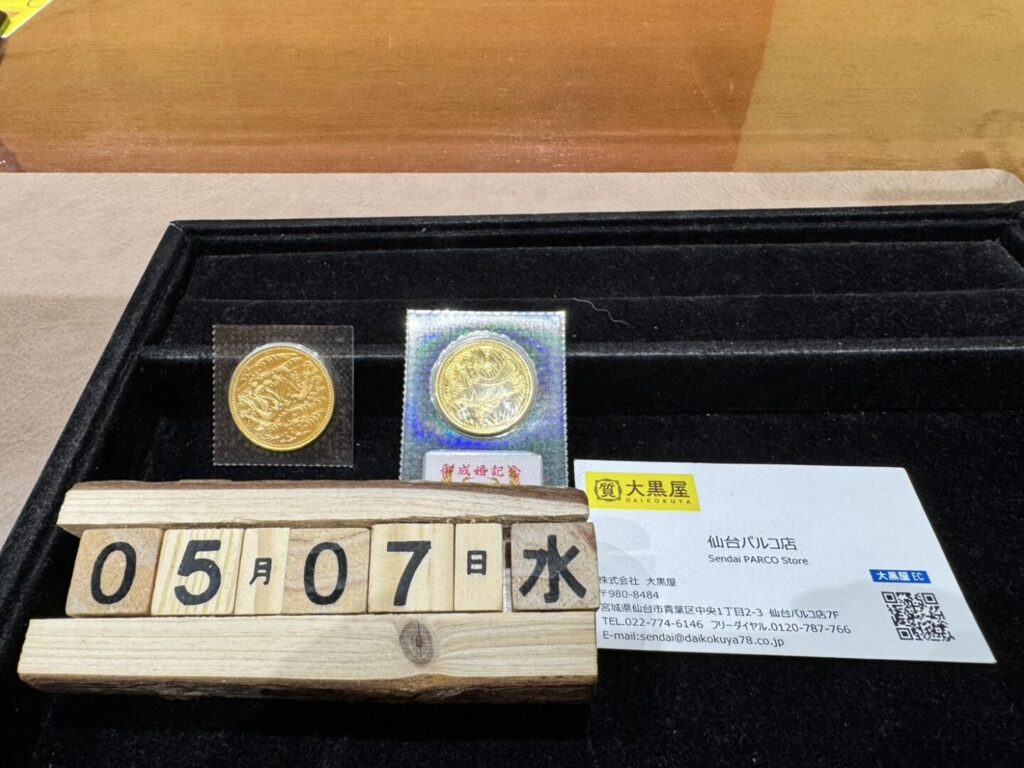 御成婚記念
05月07日水
質 大黒屋
DAIKOKUYA
仙台パルコ店
Sendai PARCO Store
大黒屋 EC
株式会社 大黒屋
〒980-8484
宮城県仙台市青葉区中央1丁目2-3 仙台パルコ店7F
TEL.022-774-6146 フリーダイヤル.0120-787-766
E-mail:sendai@daikokuya78.co.jp